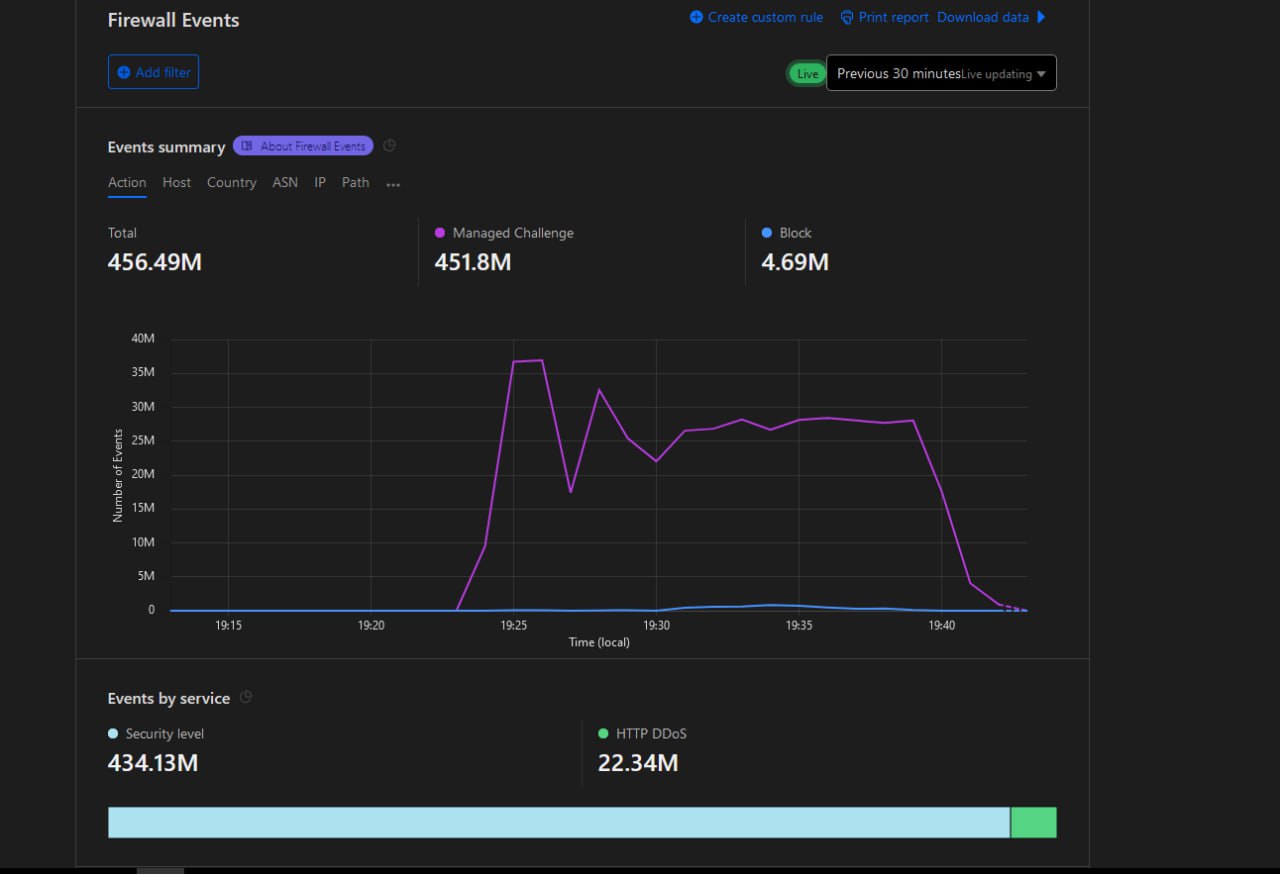 Firewall Events
Create custom rule Print report Download data
Add filter
Live Previous 30 minutes Live updating
Events summary About Firewall Events
Action Host Country ASN IP Path ...
Total Managed Challenge Block
456.49M 451.8M 4.69M
40M
35M
30M
25M
20M
15M
10M
5M
0
Number of Events
19:15 19:20 19:25 19:30 19:35 19:40
Time (local)
Events by service
Security level HTTP DDoS
434.13M 22.34M